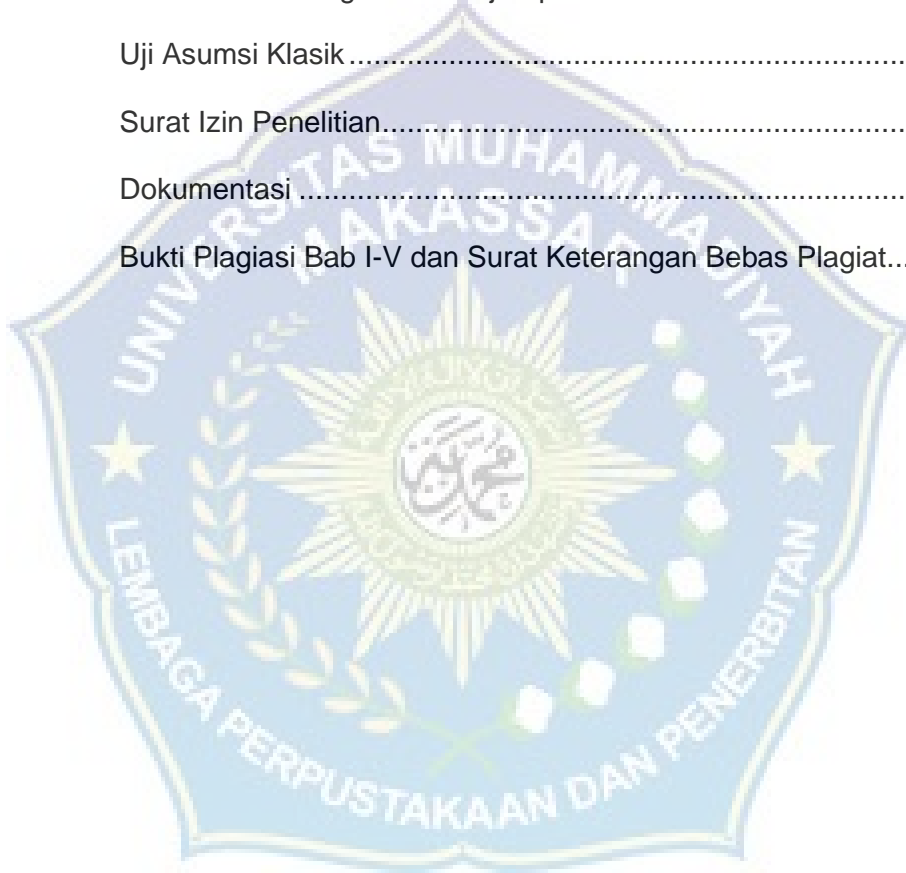 Uji Asumsi Klasik
Surat Izin Penelitian
Dokumentasi
Bukti Plagiasi Bab I-V dan Surat Keterangan Bebas Plagiat...
UNIVERSITAS MUHAMMADIYAH
MAKASSAR
LEMBAGA PERPUSTAKAAN DAN PENERBITAN